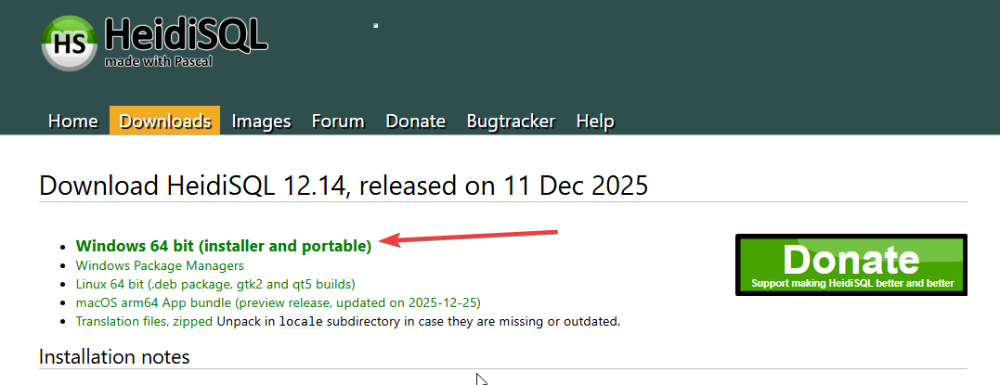 HS HeidiSQL
made with Pascal
Home Downloads Images Forum Donate Bugtracker Help
Download HeidiSQL 12.14, released on 11 Dec 2025
Windows 64 bit (installer and portable)
Windows Package Managers
Linux 64 bit (.deb package, gtk2 and qt5 builds)
macOS arm64 App bundle (preview release, updated on 2025-12-25)
Translation files, zipped Unpack in locale subdirectory in case they are missing or outdated.
Donate
Support making HeidiSQL better and better
Installation notes